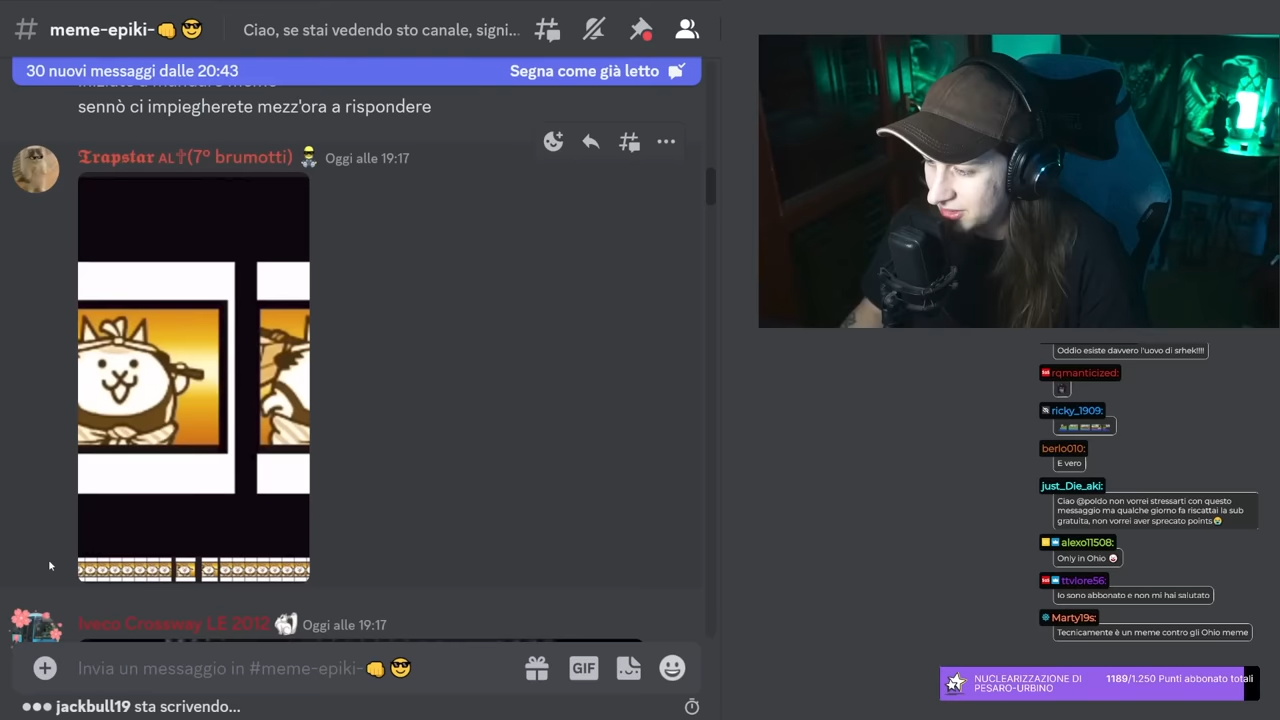 meme-epiki-👊 😎
Ciao, se stai vedendo sto canale, signi...
30 nuovi messaggi dalle 20:43
Segna come già letto
sennò ci impiegherete mezz'ora a rispondere
𝕿𝖗𝖆𝖕𝖘𝖙𝖆𝖗 AL✝(7º brumotti)
Oggi alle 19:17
Iveco Crossway LE 2012
Oggi alle 19:17
Invia un messaggio in #meme-epiki-👊 😎
GIF
jackbull19 sta scrivendo...
Oddio esiste davvero l'uovo di srhek!!!!
rqmanticized:
ricky_1909:
berlo010:
E vero
just_Die_aki:
Ciao @poldo non vorrei stressarti con questo
messaggio ma qualche giorno fa riscattai la sub
gratuita, non vorrei aver sprecato points😭
alexo11508:
Only in Ohio
ttvlore56:
Io sono abbonato e non mi hai salutato
Marty19s:
Tecnicamente è un meme contro gli Ohio meme
NUCLEARIZZAZIONE DI
PESARO-URBINO
1189/1.250 Punti abbonato totali